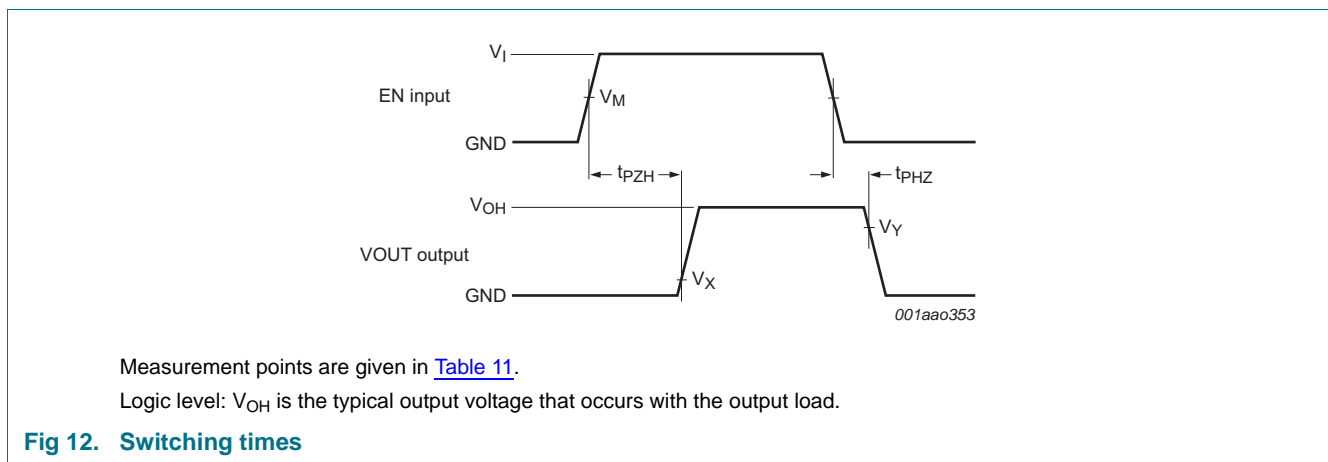 VI
EN input
VM
GND
tPZH
tPHZ
VOH
VY
VOUT output
VX
GND
001aao353
Measurement points are given in Table 11.
Logic level: VOH is the typical output voltage that occurs with the output load.
Fig 12. Switching times